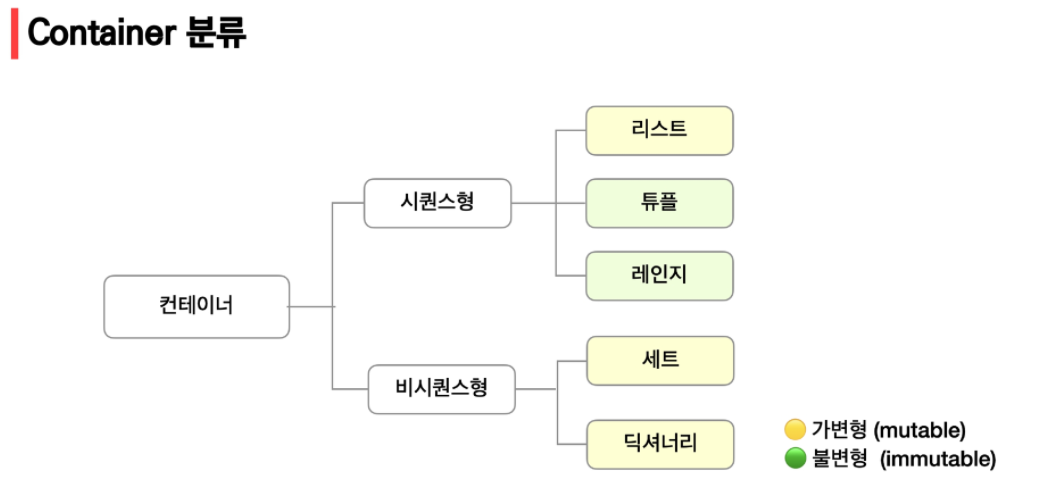 Container 분류
리스트
시퀀스형
튜플
레인지
컨테이너
세트
비시퀀스형
딕셔너리
가변형 (mutable)
불변형 (immutable)